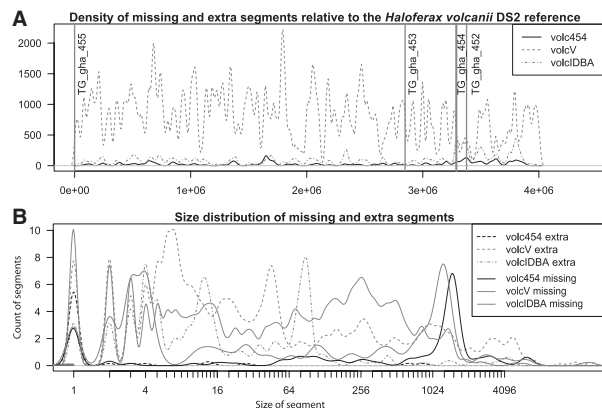 A
Density of missing and extra segments relative to the Haloferax volcanii DS2 reference
volc454
volcV
volcIDBA
TG_gha_455
TG_gha_453
TG_gha_454
TG_gha_452
2000
1500
1000
500
0
0e+00
1e+06
2e+06
3e+06
4e+06
B
Size distribution of missing and extra segments
volc454 extra
volcV extra
volcIDBA extra
volc454 missing
volcV missing
volcIDBA missing
Count of segments
10
8
6
4
2
0
1
4
16
64
256
1024
4096
Size of segment